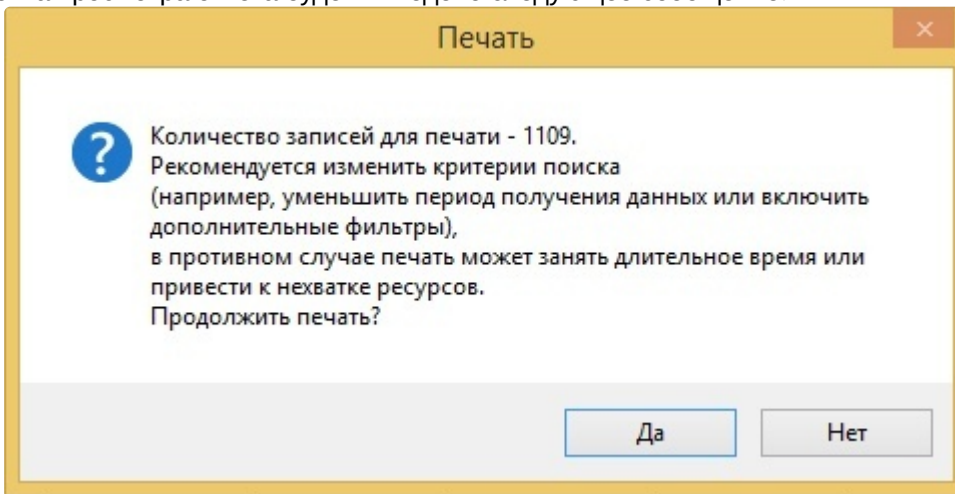 Печать
Количество записей для печати - 1109.
Рекомендуется изменить критерии поиска
(например, уменьшить период получения данных или включить
дополнительные фильтры),
в противном случае печать может занять длительное время или
привести к нехватке ресурсов.
Продолжить печать?
Да
Нет